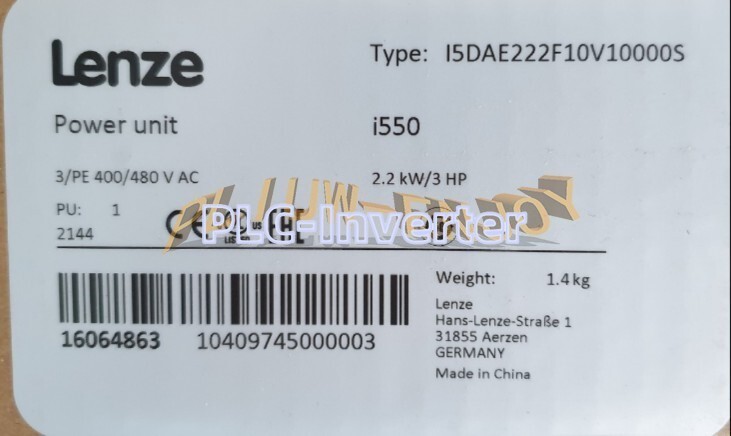 Lenze
Type: I5DAE222F10V10000S
Power unit
i550
3/PE 400/480 V AC
2.2 kW/3 HP
PU: 1
2144
CE
EAC
PLC-Inverter
Weight: 1.4 kg
16064863 10409745000003
Lenze
Hans-Lenze-Straße 1
31855 Aerzen
GERMANY
Made in China